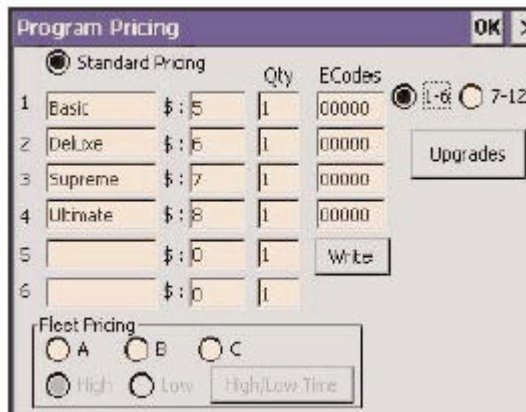 Program Pricing OK
Standard Pricing
Qty ECodes
1 Basic $: 5 1 00000 1-6 7-12
2 Deluxe $: 6 1 00000 Upgrades
3 Supreme $: 7 1 00000
4 Ultimate $: 8 1 00000
5 $: 0 1 Write
6 $: 0 1
Fleet Pricing
A B C
High Low High/Low Time